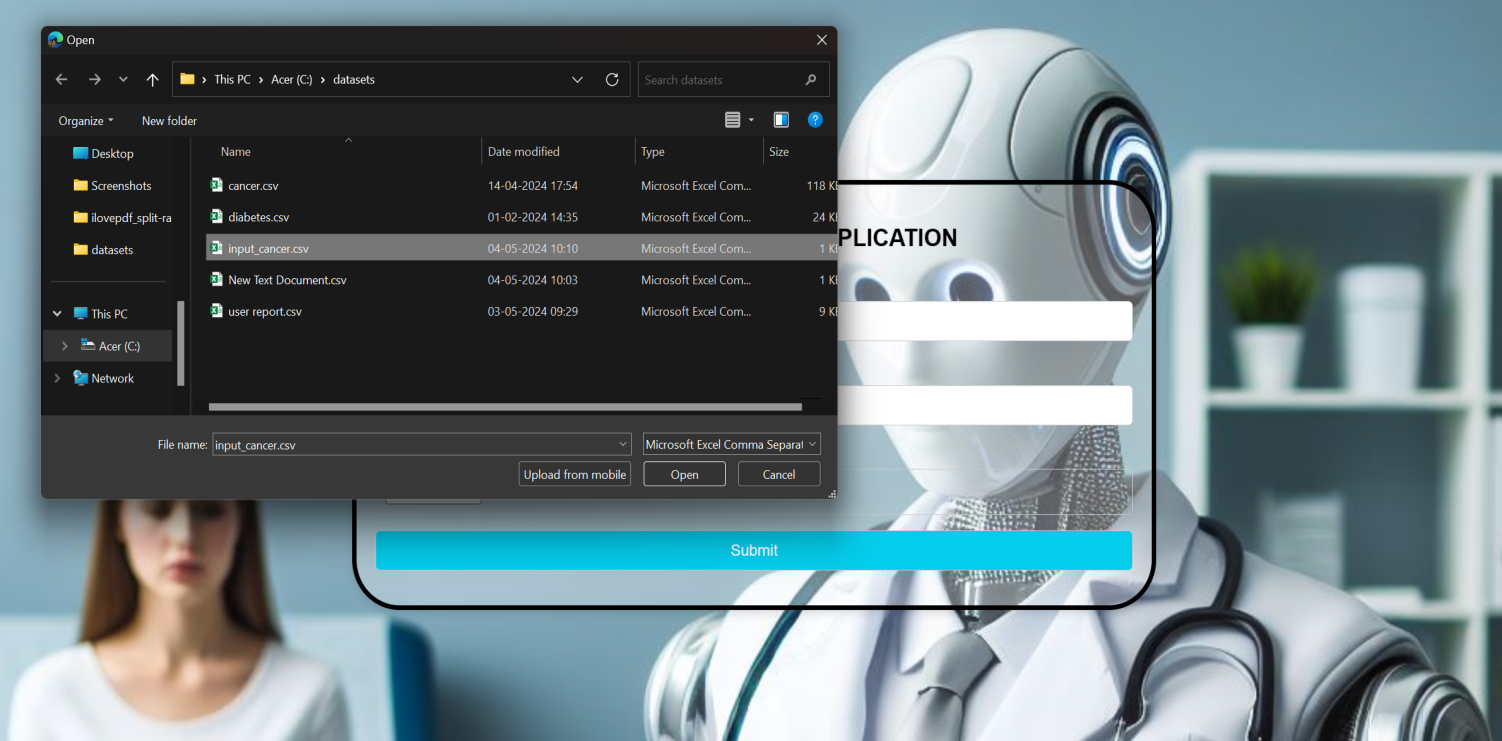 Open
This PC > Acer (C:) > datasets
Search datasets
Organize
New folder
Name
Date modified
Type
Size
Desktop
Screenshots
ilovepdf_split-ra
datasets
This PC
Acer (C:)
Network
cancer.csv 14-04-2024 17:54 Microsoft Excel Com... 118 K
diabetes.csv 01-02-2024 14:35 Microsoft Excel Com... 24 K
input_cancer.csv 04-05-2024 10:10 Microsoft Excel Com... 1 K
New Text Document.csv 04-05-2024 10:03 Microsoft Excel Com... 1 K
user report.csv 03-05-2024 09:29 Microsoft Excel Com... 9 K
File name: input_cancer.csv
Microsoft Excel Comma Separat
Upload from mobile
Open
Cancel
PLICATION
Submit